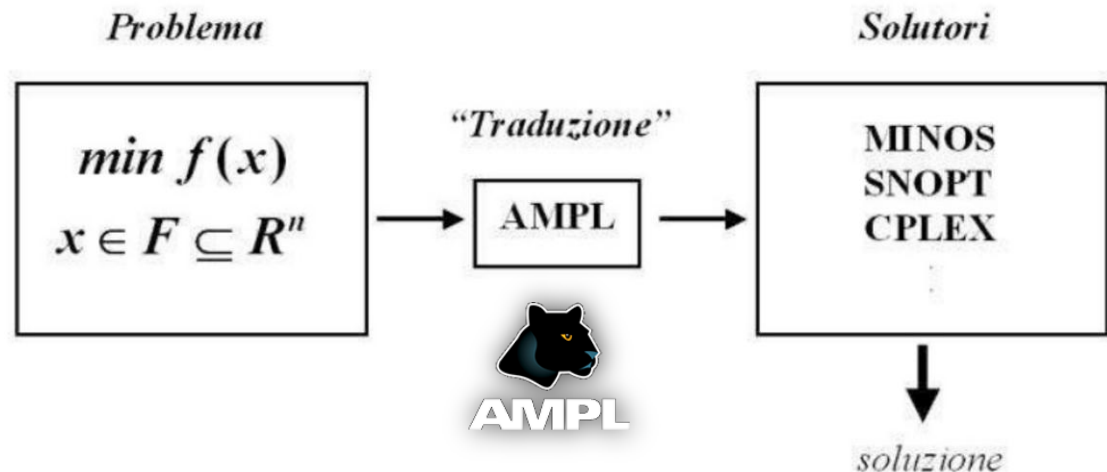 Problema
min f(x)
x ∈ F ⊆ Rⁿ
“Traduzione”
AMPL
AMPL
Solutori
MINOS
SNOPT
CPLEX
⋮
soluzione